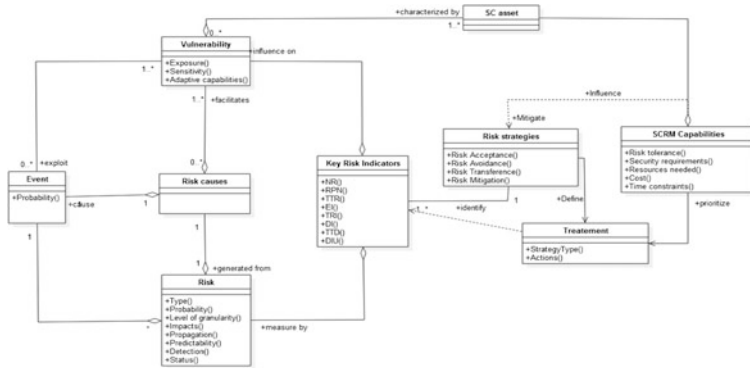 +characterized by
SC asset
1..*
0..*
Vulnerability
+Exposure()
+Sensitivity()
+Adaptive capabilities()
+influence on
1..*
1..*
+facilitates
+Influence
+Mitigate
Risk strategies
+Risk Acceptance()
+Risk Avoidance()
+Risk Transference()
+Risk Mitigation()
SCRM Capabilities
+Risk tolerance()
+Security requirements()
+Resources needed()
+Cost()
+Time constraints()
0..*
+exploit
0..*
Key Risk Indicators
+NR()
+RPN()
+TTR()
+EI()
+TRI()
+DI()
+TTD()
+DIU()
Event
+Probability()
+cause
1
Risk causes
1
+Define
1..*
+identify
+prioritize
Treatement
+StrategyType()
+Actions()
1
1
1
+generated from
Risk
+Type()
+Probability()
+Level of granularity()
+Impacts()
+Propagation()
+Predictability()
+Detection()
+Status()
*
+measure by